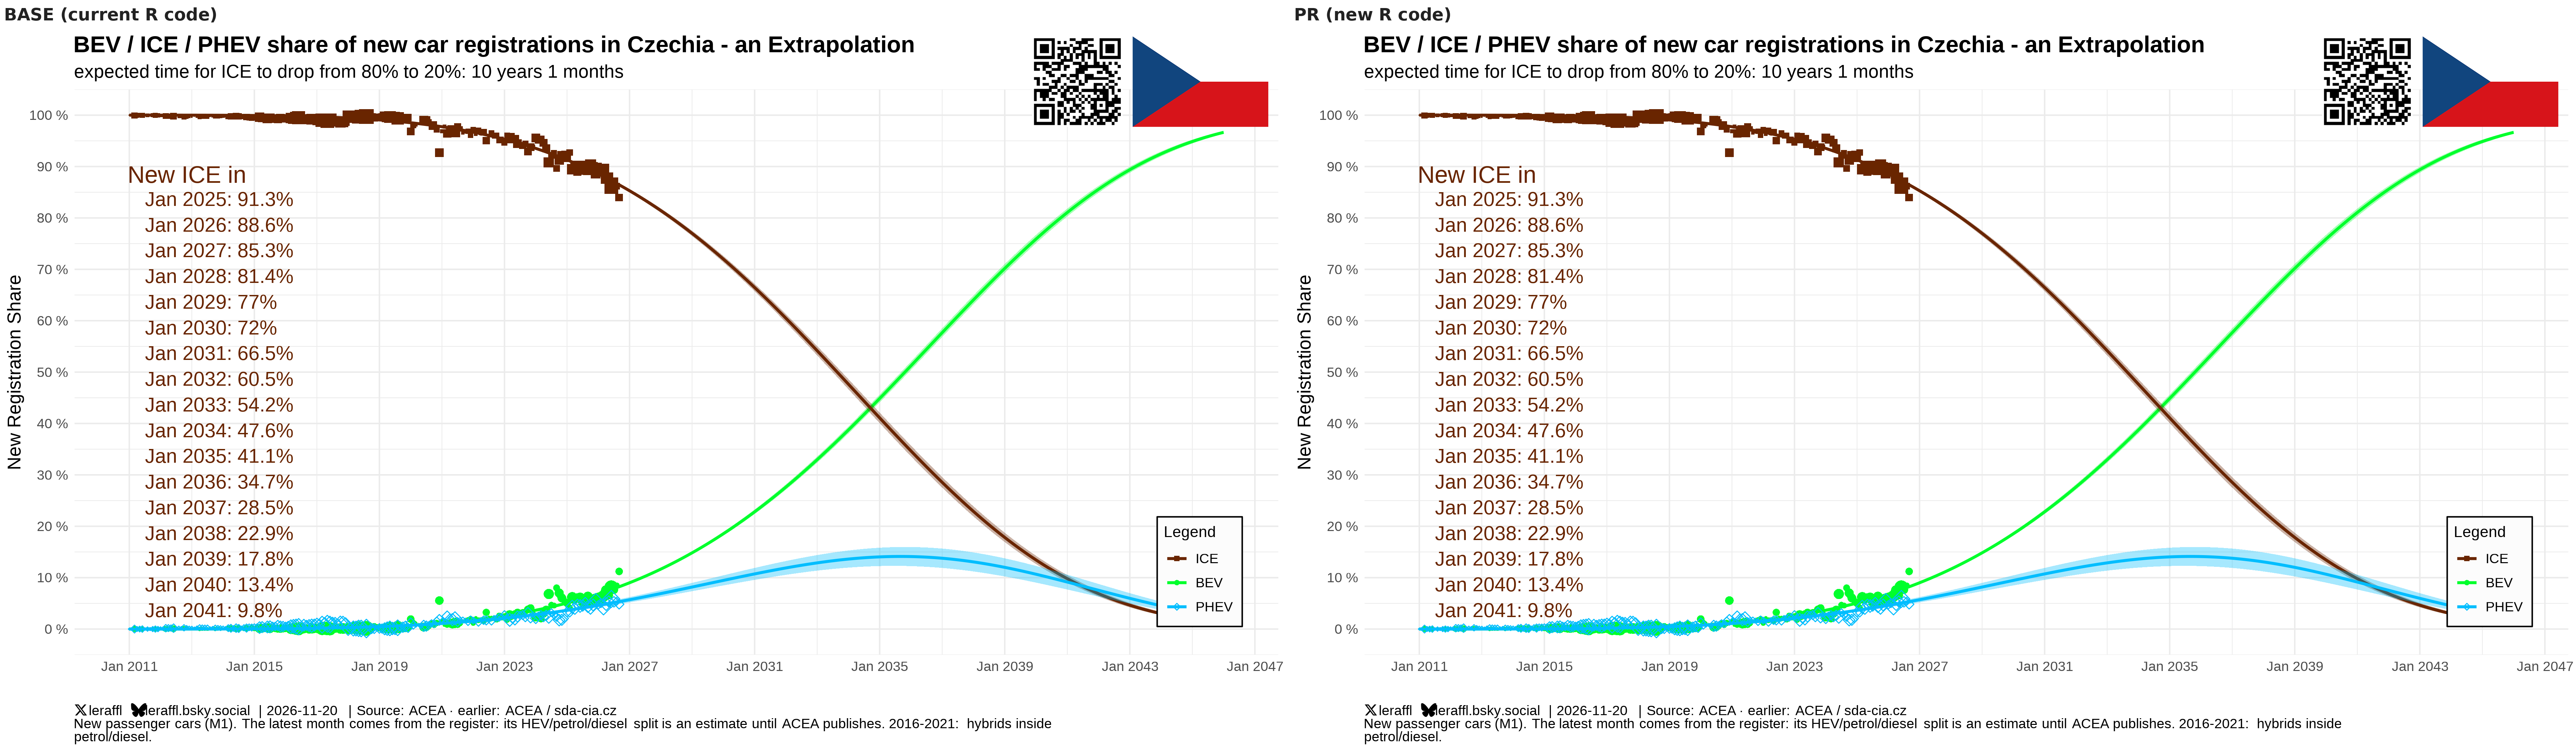 BASE (current R code)
BEV / ICE / PHEV share of new car registrations in Czechia - an Extrapolation
expected time for ICE to drop from 80% to 20%: 10 years 1 months
New Registration Share
100 %
90 %
80 %
70 %
60 %
50 %
40 %
30 %
20 %
10 %
0 %
New ICE in
Jan 2025: 91.3%
Jan 2026: 88.6%
Jan 2027: 85.3%
Jan 2028: 81.4%
Jan 2029: 77%
Jan 2030: 72%
Jan 2031: 66.5%
Jan 2032: 60.5%
Jan 2033: 54.2%
Jan 2034: 47.6%
Jan 2035: 41.1%
Jan 2036: 34.7%
Jan 2037: 28.5%
Jan 2038: 22.9%
Jan 2039: 17.8%
Jan 2040: 13.4%
Jan 2041: 9.8%
Legend
ICE
BEV
PHEV
Jan 2011 Jan 2015 Jan 2019 Jan 2023 Jan 2027 Jan 2031 Jan 2035 Jan 2039 Jan 2043 Jan 2047
leraffl leraffl.bsky.social | 2026-11-20 | Source: ACEA · earlier: ACEA / sda-cia.cz
New passenger cars (M1). The latest month comes from the register: its HEV/petrol/diesel split is an estimate until ACEA publishes. 2016-2021: hybrids inside
petrol/diesel.
PR (new R code)
BEV / ICE / PHEV share of new car registrations in Czechia - an Extrapolation
expected time for ICE to drop from 80% to 20%: 10 years 1 months
New Registration Share
100 %
90 %
80 %
70 %
60 %
50 %
40 %
30 %
20 %
10 %
0 %
New ICE in
Jan 2025: 91.3%
Jan 2026: 88.6%
Jan 2027: 85.3%
Jan 2028: 81.4%
Jan 2029: 77%
Jan 2030: 72%
Jan 2031: 66.5%
Jan 2032: 60.5%
Jan 2033: 54.2%
Jan 2034: 47.6%
Jan 2035: 41.1%
Jan 2036: 34.7%
Jan 2037: 28.5%
Jan 2038: 22.9%
Jan 2039: 17.8%
Jan 2040: 13.4%
Jan 2041: 9.8%
Legend
ICE
BEV
PHEV
Jan 2011 Jan 2015 Jan 2019 Jan 2023 Jan 2027 Jan 2031 Jan 2035 Jan 2039 Jan 2043 Jan 2047
leraffl leraffl.bsky.social | 2026-11-20 | Source: ACEA · earlier: ACEA / sda-cia.cz
New passenger cars (M1). The latest month comes from the register: its HEV/petrol/diesel split is an estimate until ACEA publishes. 2016-2021: hybrids inside
petrol/diesel.